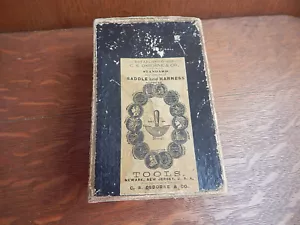 C. S. OSBORNE & CO.
STANDARD
SADDLE AND HARNESS
TOOLS.
NEWARK, NEW JERSEY, U. S. A.
C. S. OSBORNE & CO.